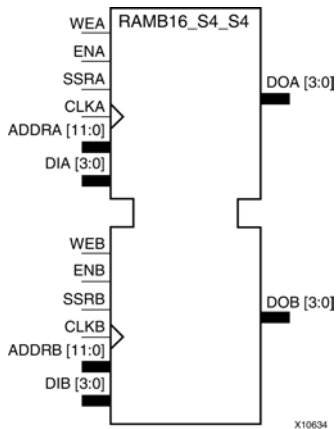 RAMB16_S4_S4
WEA
ENA
SSRA
CLKA
ADDRA [11:0]
DIA [3:0]
DOA [3:0]
WEB
ENB
SSRB
CLKB
ADDRB [11:0]
DIB [3:0]
DOB [3:0]
X10634